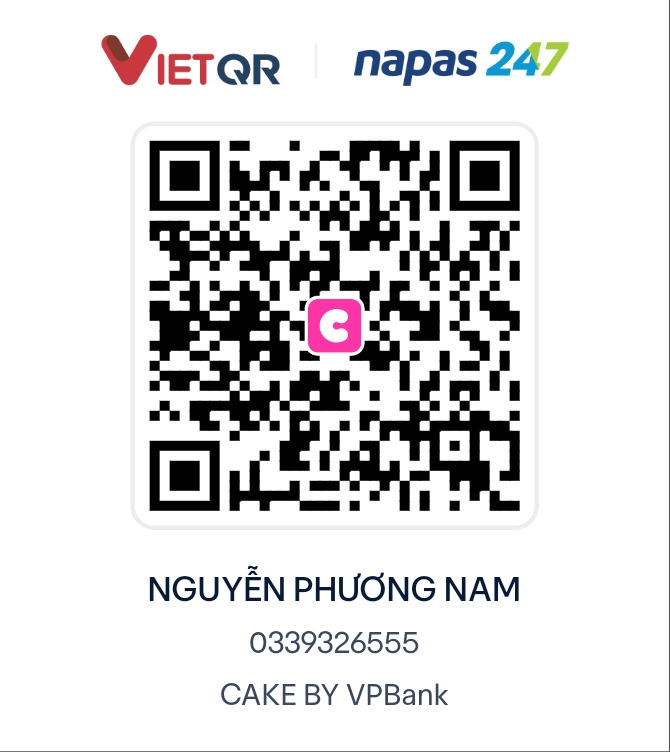 VIETQR
napas 247
NGUYỄN PHƯƠNG NAM
0339326555
CAKE BY VPBank